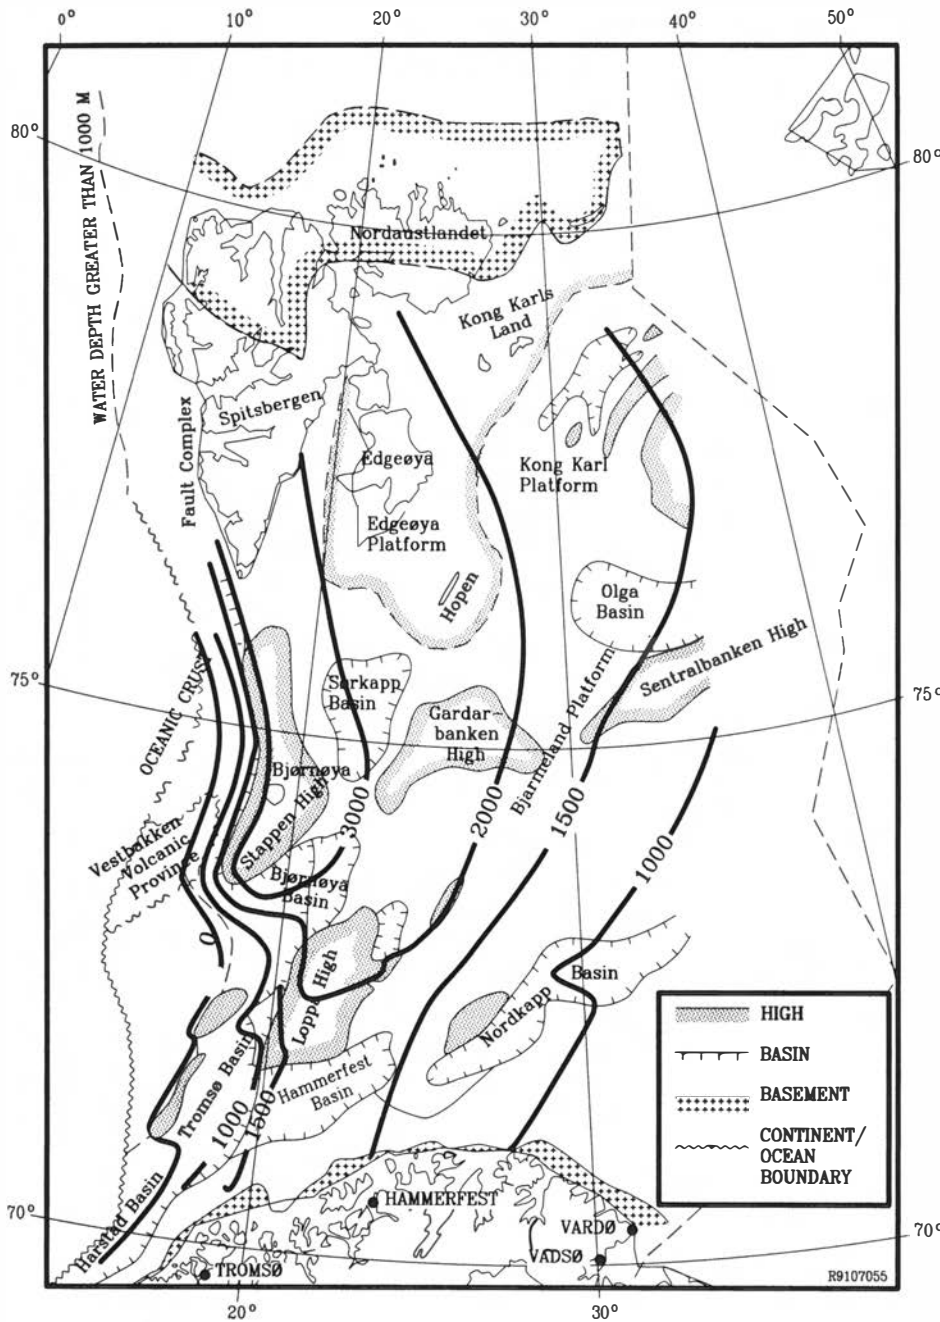 0° 10° 20° 30° 40° 50°
80°
80°
WATER DEPTH GREATER THAN 1000 M
Nordaustlandet
Kong Karls
Land
Fault Complex
Spitsbergen
Edgeøya
Kong Karl
Platform
Edgeøya
Platform
Hopen
Olga
Basin
OCEANIC CRUST
75°
75°
Sørkapp
Basin
Sentralbanken High
Gardar-
banken
High
Bjarmeland Platform
Bjørnøya
Stappen High
3000
2000
1500
1000
Vestbakken
Volcanic
Province
Bjørnøya
Basin
0
Loppa High
Nordkapp Basin
Tromsø Basin
Hammerfest
Basin
1000
1500
Harstad Basin
HIGH
BASIN
BASEMENT
CONTINENT/
OCEAN
BOUNDARY
70°
70°
HAMMERFEST
VARDØ
VADSØ
TROMSØ
R9107055
20° 30°